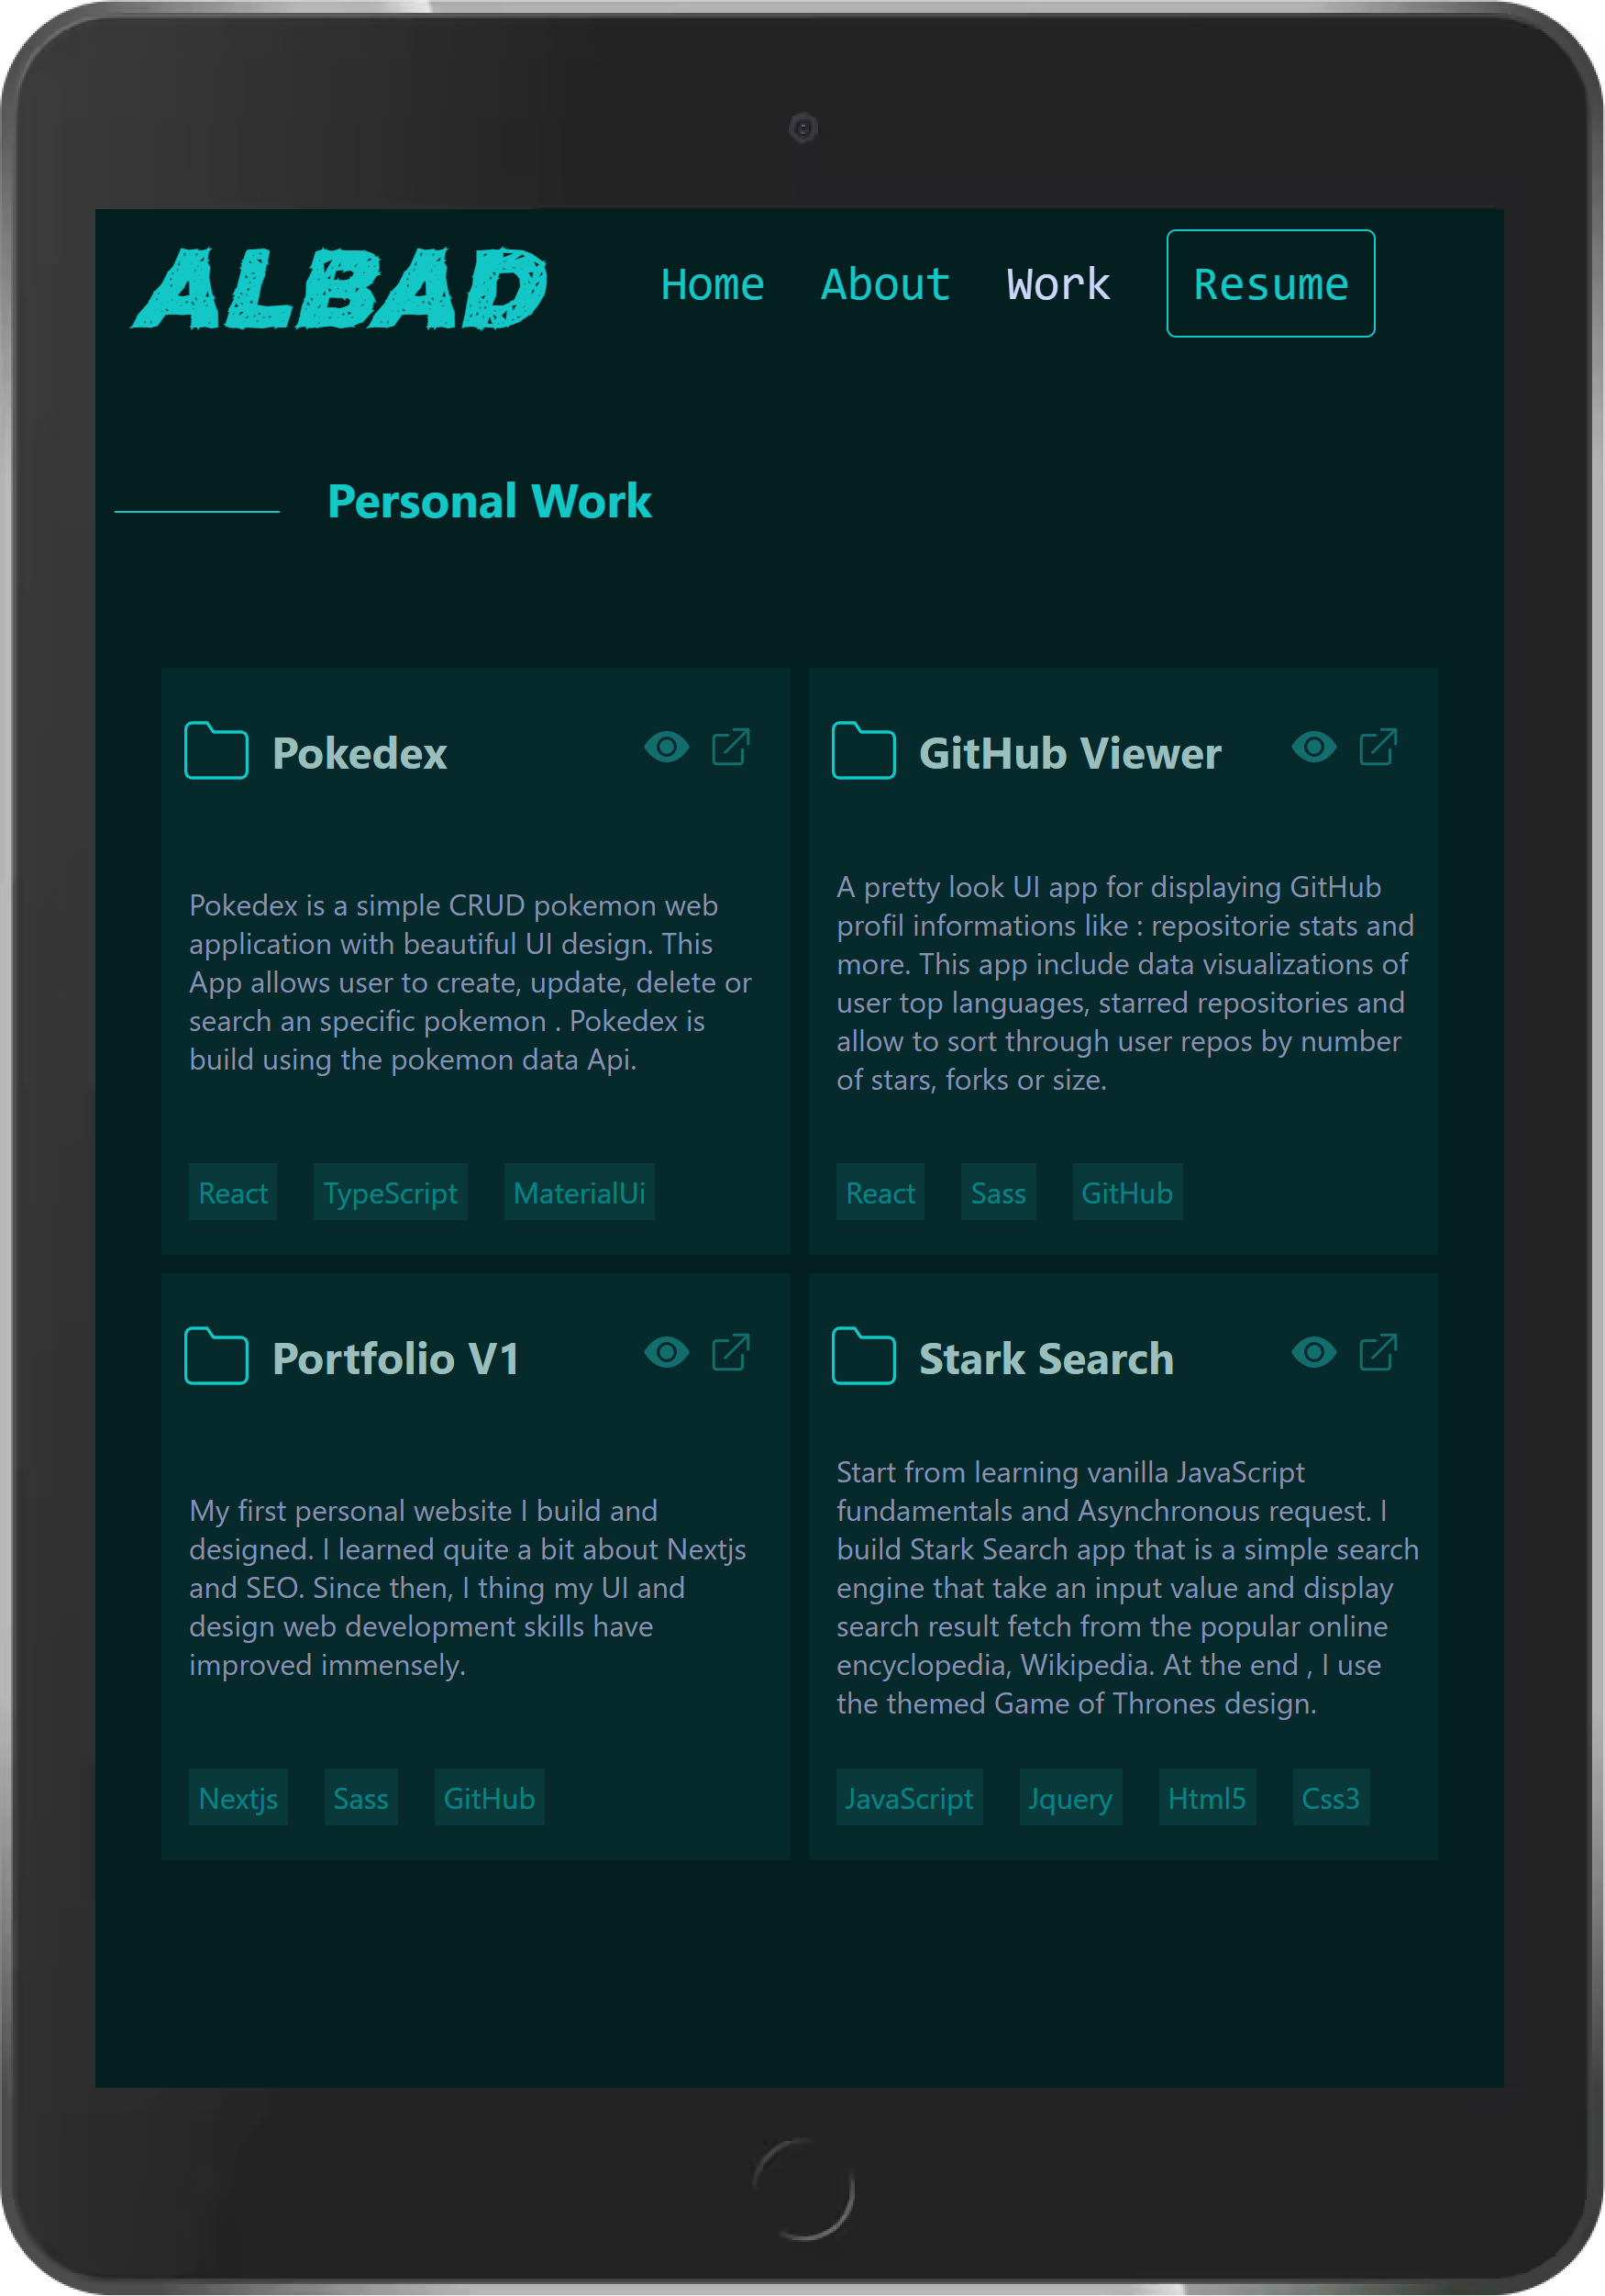 ALBAD
Home About Work Resume
Personal Work
Pokedex
Pokedex is a simple CRUD pokemon web
application with beautiful UI design. This
App allows user to create, update, delete or
search an specific pokemon . Pokedex is
build using the pokemon data Api.
React TypeScript MaterialUi
GitHub Viewer
A pretty look UI app for displaying GitHub
profil informations like : repositorie stats and
more. This app include data visualizations of
user top languages, starred repositories and
allow to sort through user repos by number
of stars, forks or size.
React Sass GitHub
Portfolio V1
My first personal website I build and
designed. I learned quite a bit about Nextjs
and SEO. Since then, I thing my UI and
design web development skills have
improved immensely.
Nextjs Sass GitHub
Stark Search
Start from learning vanilla JavaScript
fundamentals and Asynchronous request. I
build Stark Search app that is a simple search
engine that take an input value and display
search result fetch from the popular online
encyclopedia, Wikipedia. At the end , I use
the themed Game of Thrones design.
JavaScript Jquery Html5 Css3